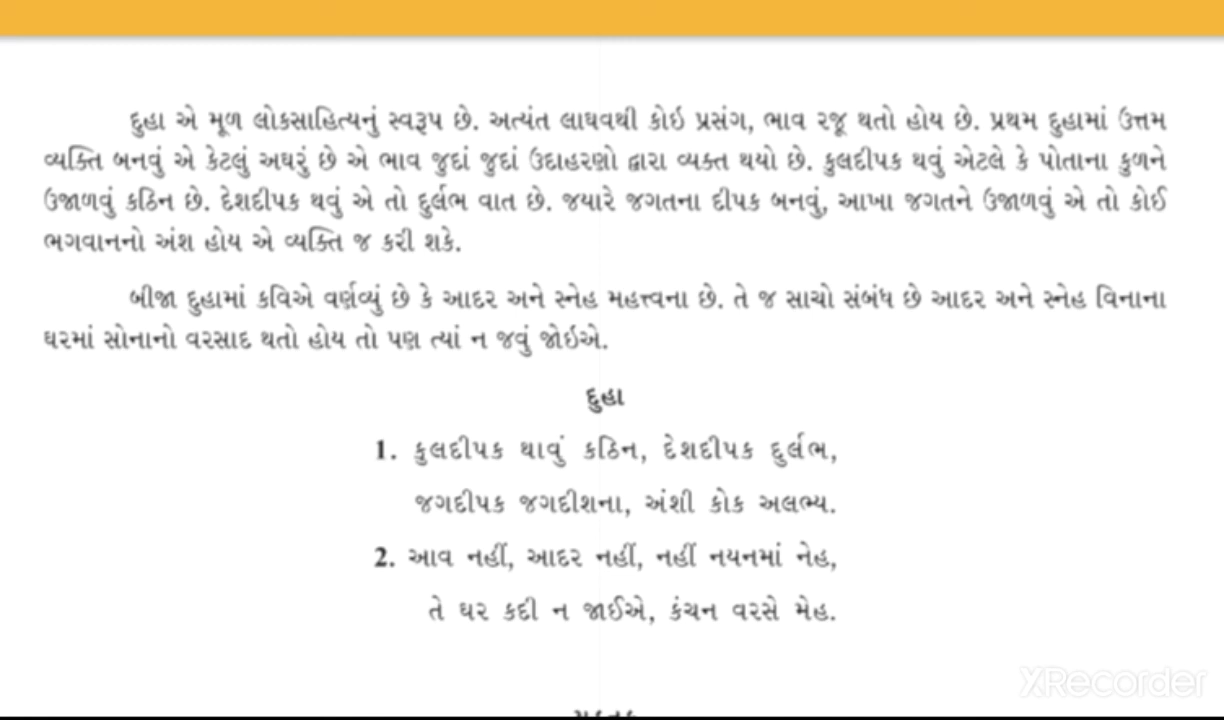 દુહા એ મૂળ લોકસાહિત્યનું સ્વરૂપ છે. અત્યંત લાઘવથી કોઇ પ્રસંગ, ભાવ રજૂ થતો હોય છે. પ્રથમ દુહામાં ઉત્તમ
વ્યક્તિ બનવું એ કેટલું અઘરું છે એ ભાવ જુદાં જુદાં ઉદાહરણો દ્વારા વ્યક્ત થયો છે. કુલદીપક થવું એટલે કે પોતાના કુળને
ઉજાળવું કઠિન છે. દેશદીપક થવું એ તો દુર્લભ વાત છે. જયારે જગતના દીપક બનવું, આખા જગતને ઉજાળવું એ તો કોઈ
ભગવાનનો અંશ હોય એ વ્યક્તિ જ કરી શકે.
બીજા દુહામાં કવિએ વર્ણવ્યું છે કે આદર અને સ્નેહ મહત્ત્વના છે. તે જ સાચો સંબંધ છે આદર અને સ્નેહ વિનાના
ઘરમાં સોનાનો વરસાદ થતો હોય તો પણ ત્યાં ન જવું જોઇએ.
દુહા
1. કુલદીપક થાવું કઠિન, દેશદીપક દુર્લભ,
જગદીપક જગદીશના, અંશી કોક અલભ્ય.
2. આવ નહીં, આદર નહીં, નહીં નયનમાં નેહ,
તે ઘર કદી ન જાઈએ, કંચન વરસે મેહ.
XRecorder